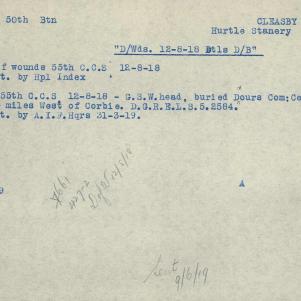 50th Btn CLEASBY
Hurtle Stanery
"D/Wds. 12-8-18 Dtls D/B"
f wounds 55th C.C.S 12-8-18
t. by Hpl Index
55th C.C.S 12-8-18 - G.S.W.head, buried Dours Com:Ce
miles West of Corbie. D.G.R.E.L.S.5.2584.
t. by A.I.F.Hqrs 31-3-19.
9
A
Sent
9/6/19